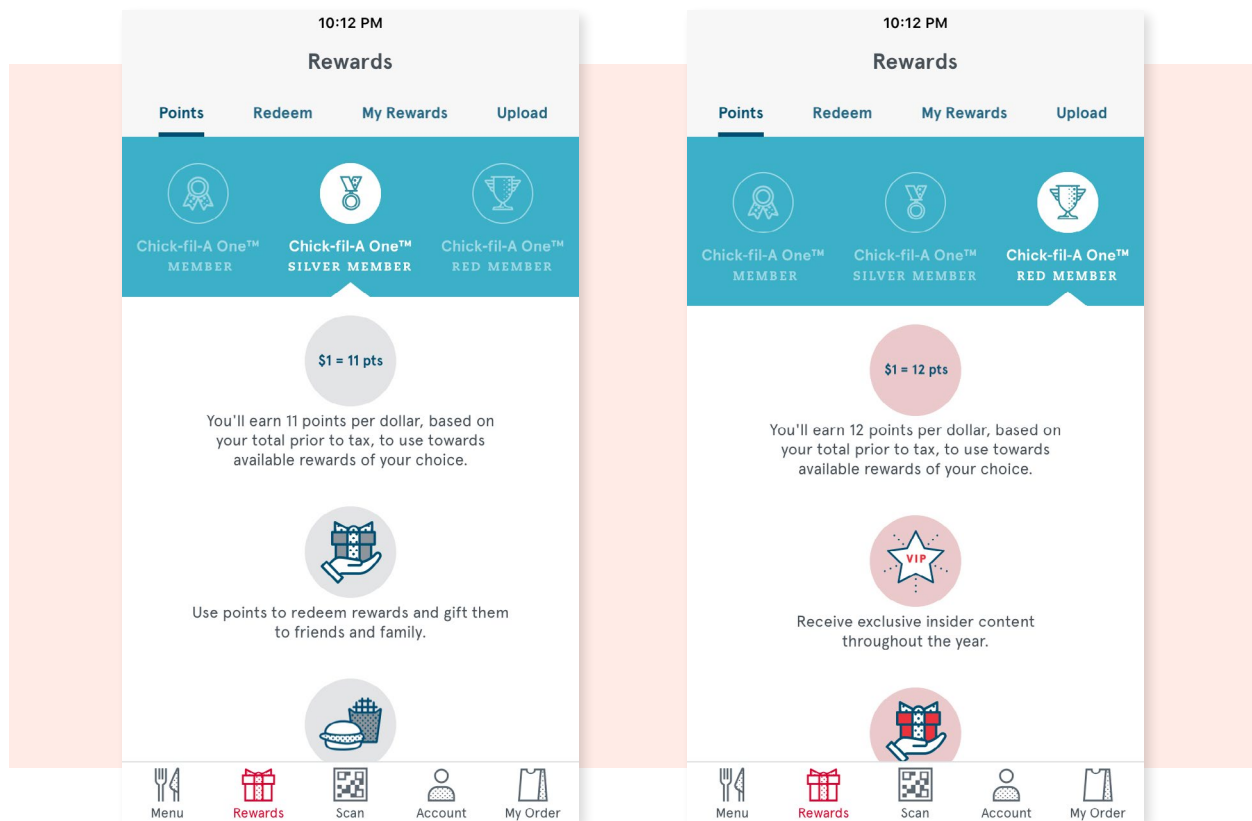 10:12 PM
Rewards
Points Redeem My Rewards Upload
Chick-fil-A One™ Chick-fil-A One™ Chick-fil-A One™
MEMBER SILVER MEMBER RED MEMBER
$1 = 11 pts
You'll earn 11 points per dollar, based on
your total prior to tax, to use towards
available rewards of your choice.
Use points to redeem rewards and gift them
to friends and family.
Menu Rewards Scan Account My Order
10:12 PM
Rewards
Points Redeem My Rewards Upload
Chick-fil-A One™ Chick-fil-A One™ Chick-fil-A One™
MEMBER SILVER MEMBER RED MEMBER
$1 = 12 pts
You'll earn 12 points per dollar, based on
your total prior to tax, to use towards
available rewards of your choice.
VIP
Receive exclusive insider content
throughout the year.
Menu Rewards Scan Account My Order